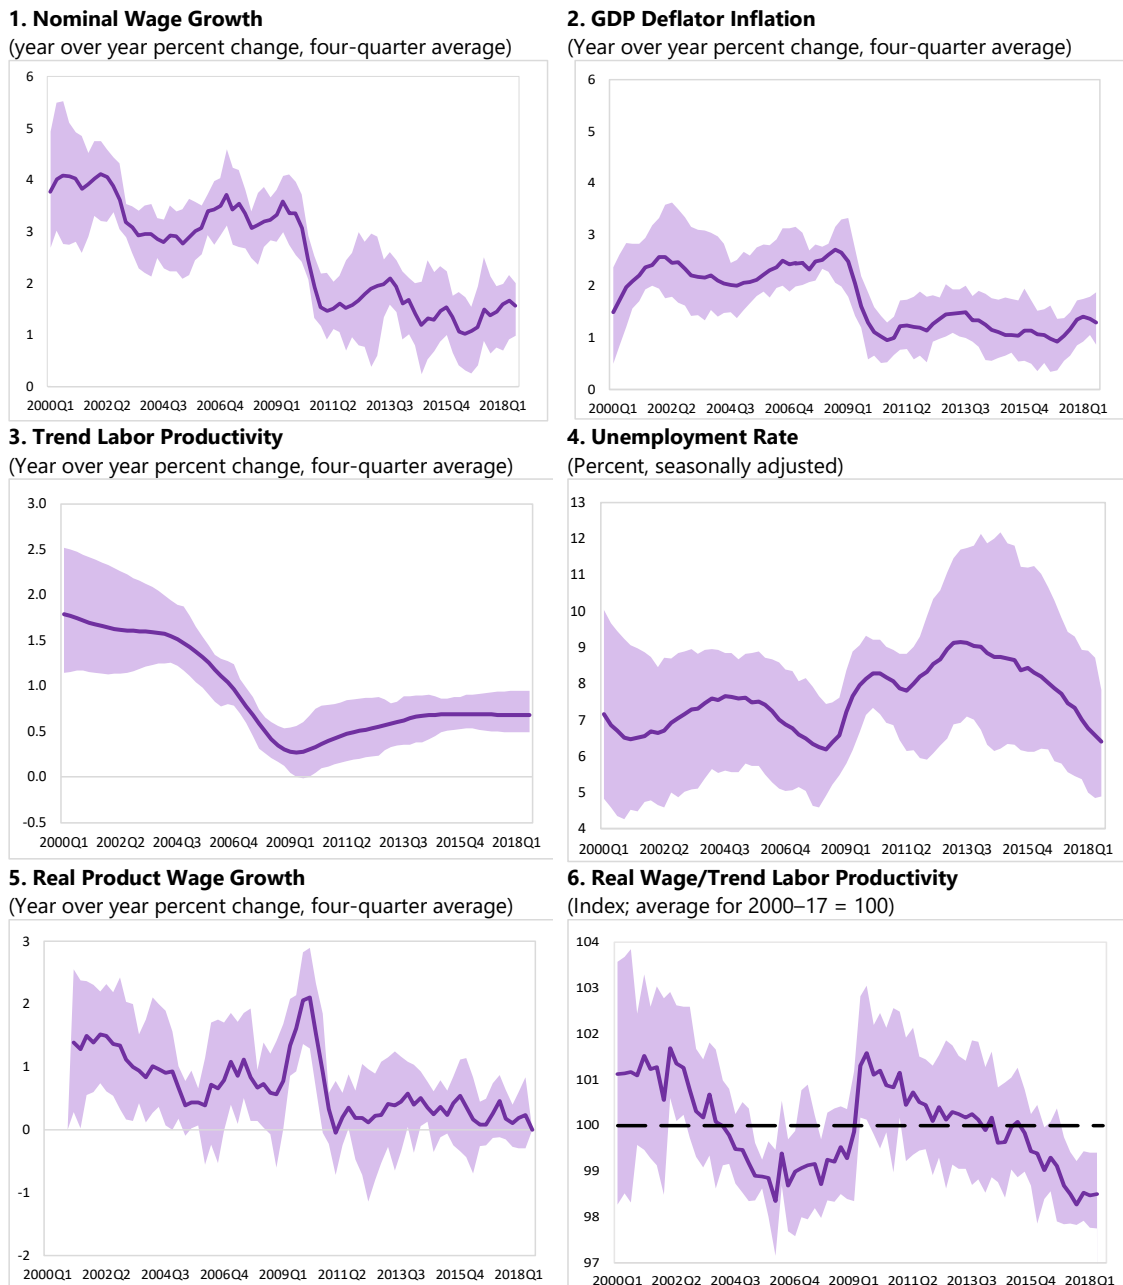 1. Nominal Wage Growth
(year over year percent change, four-quarter average)
6
5
4
3
2
1
0
2000Q1 2002Q2 2004Q3 2006Q4 2009Q1 2011Q2 2013Q3 2015Q4 2018Q1
2. GDP Deflator Inflation
(Year over year percent change, four-quarter average)
6
5
4
3
2
1
0
2000Q1 2002Q2 2004Q3 2006Q4 2009Q1 2011Q2 2013Q3 2015Q4 2018Q1
3. Trend Labor Productivity
(Year over year percent change, four-quarter average)
3.0
2.5
2.0
1.5
1.0
0.5
0.0
-0.5
2000Q1 2002Q2 2004Q3 2006Q4 2009Q1 2011Q2 2013Q3 2015Q4 2018Q1
4. Unemployment Rate
(Percent, seasonally adjusted)
13
12
11
10
9
8
7
6
5
4
2000Q1 2002Q2 2004Q3 2006Q4 2009Q1 2011Q2 2013Q3 2015Q4 2018Q1
5. Real Product Wage Growth
(Year over year percent change, four-quarter average)
3
2
1
0
-1
-2
2000Q1 2002Q2 2004Q3 2006Q4 2009Q1 2011Q2 2013Q3 2015Q4 2018Q1
6. Real Wage/Trend Labor Productivity
(Index; average for 2000–17 = 100)
104
103
102
101
100
99
98
97
2000Q1 2002Q2 2004Q3 2006Q4 2009Q1 2011Q2 2013Q3 2015Q4 2018Q1